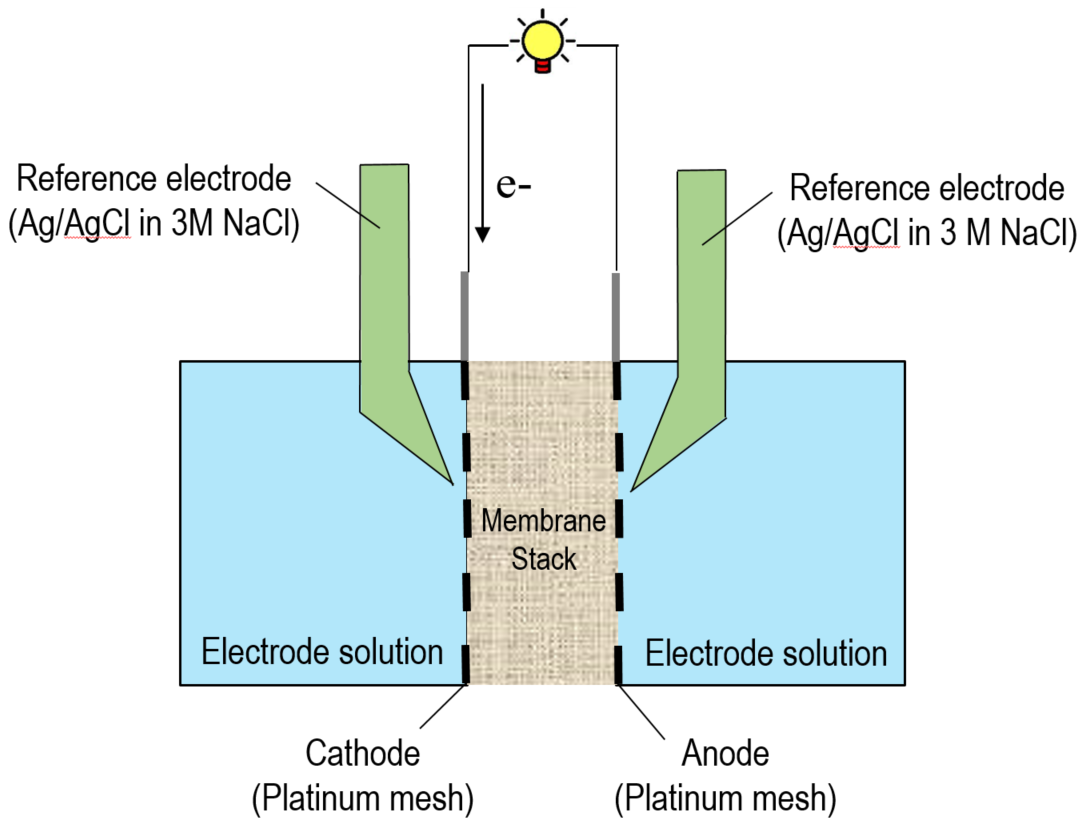 e-
Reference electrode
(Ag/AgCl in 3M NaCl)
Reference electrode
(Ag/AgCl in 3 M NaCl)
Membrane
Stack
Electrode solution
Electrode solution
Cathode
(Platinum mesh)
Anode
(Platinum mesh)